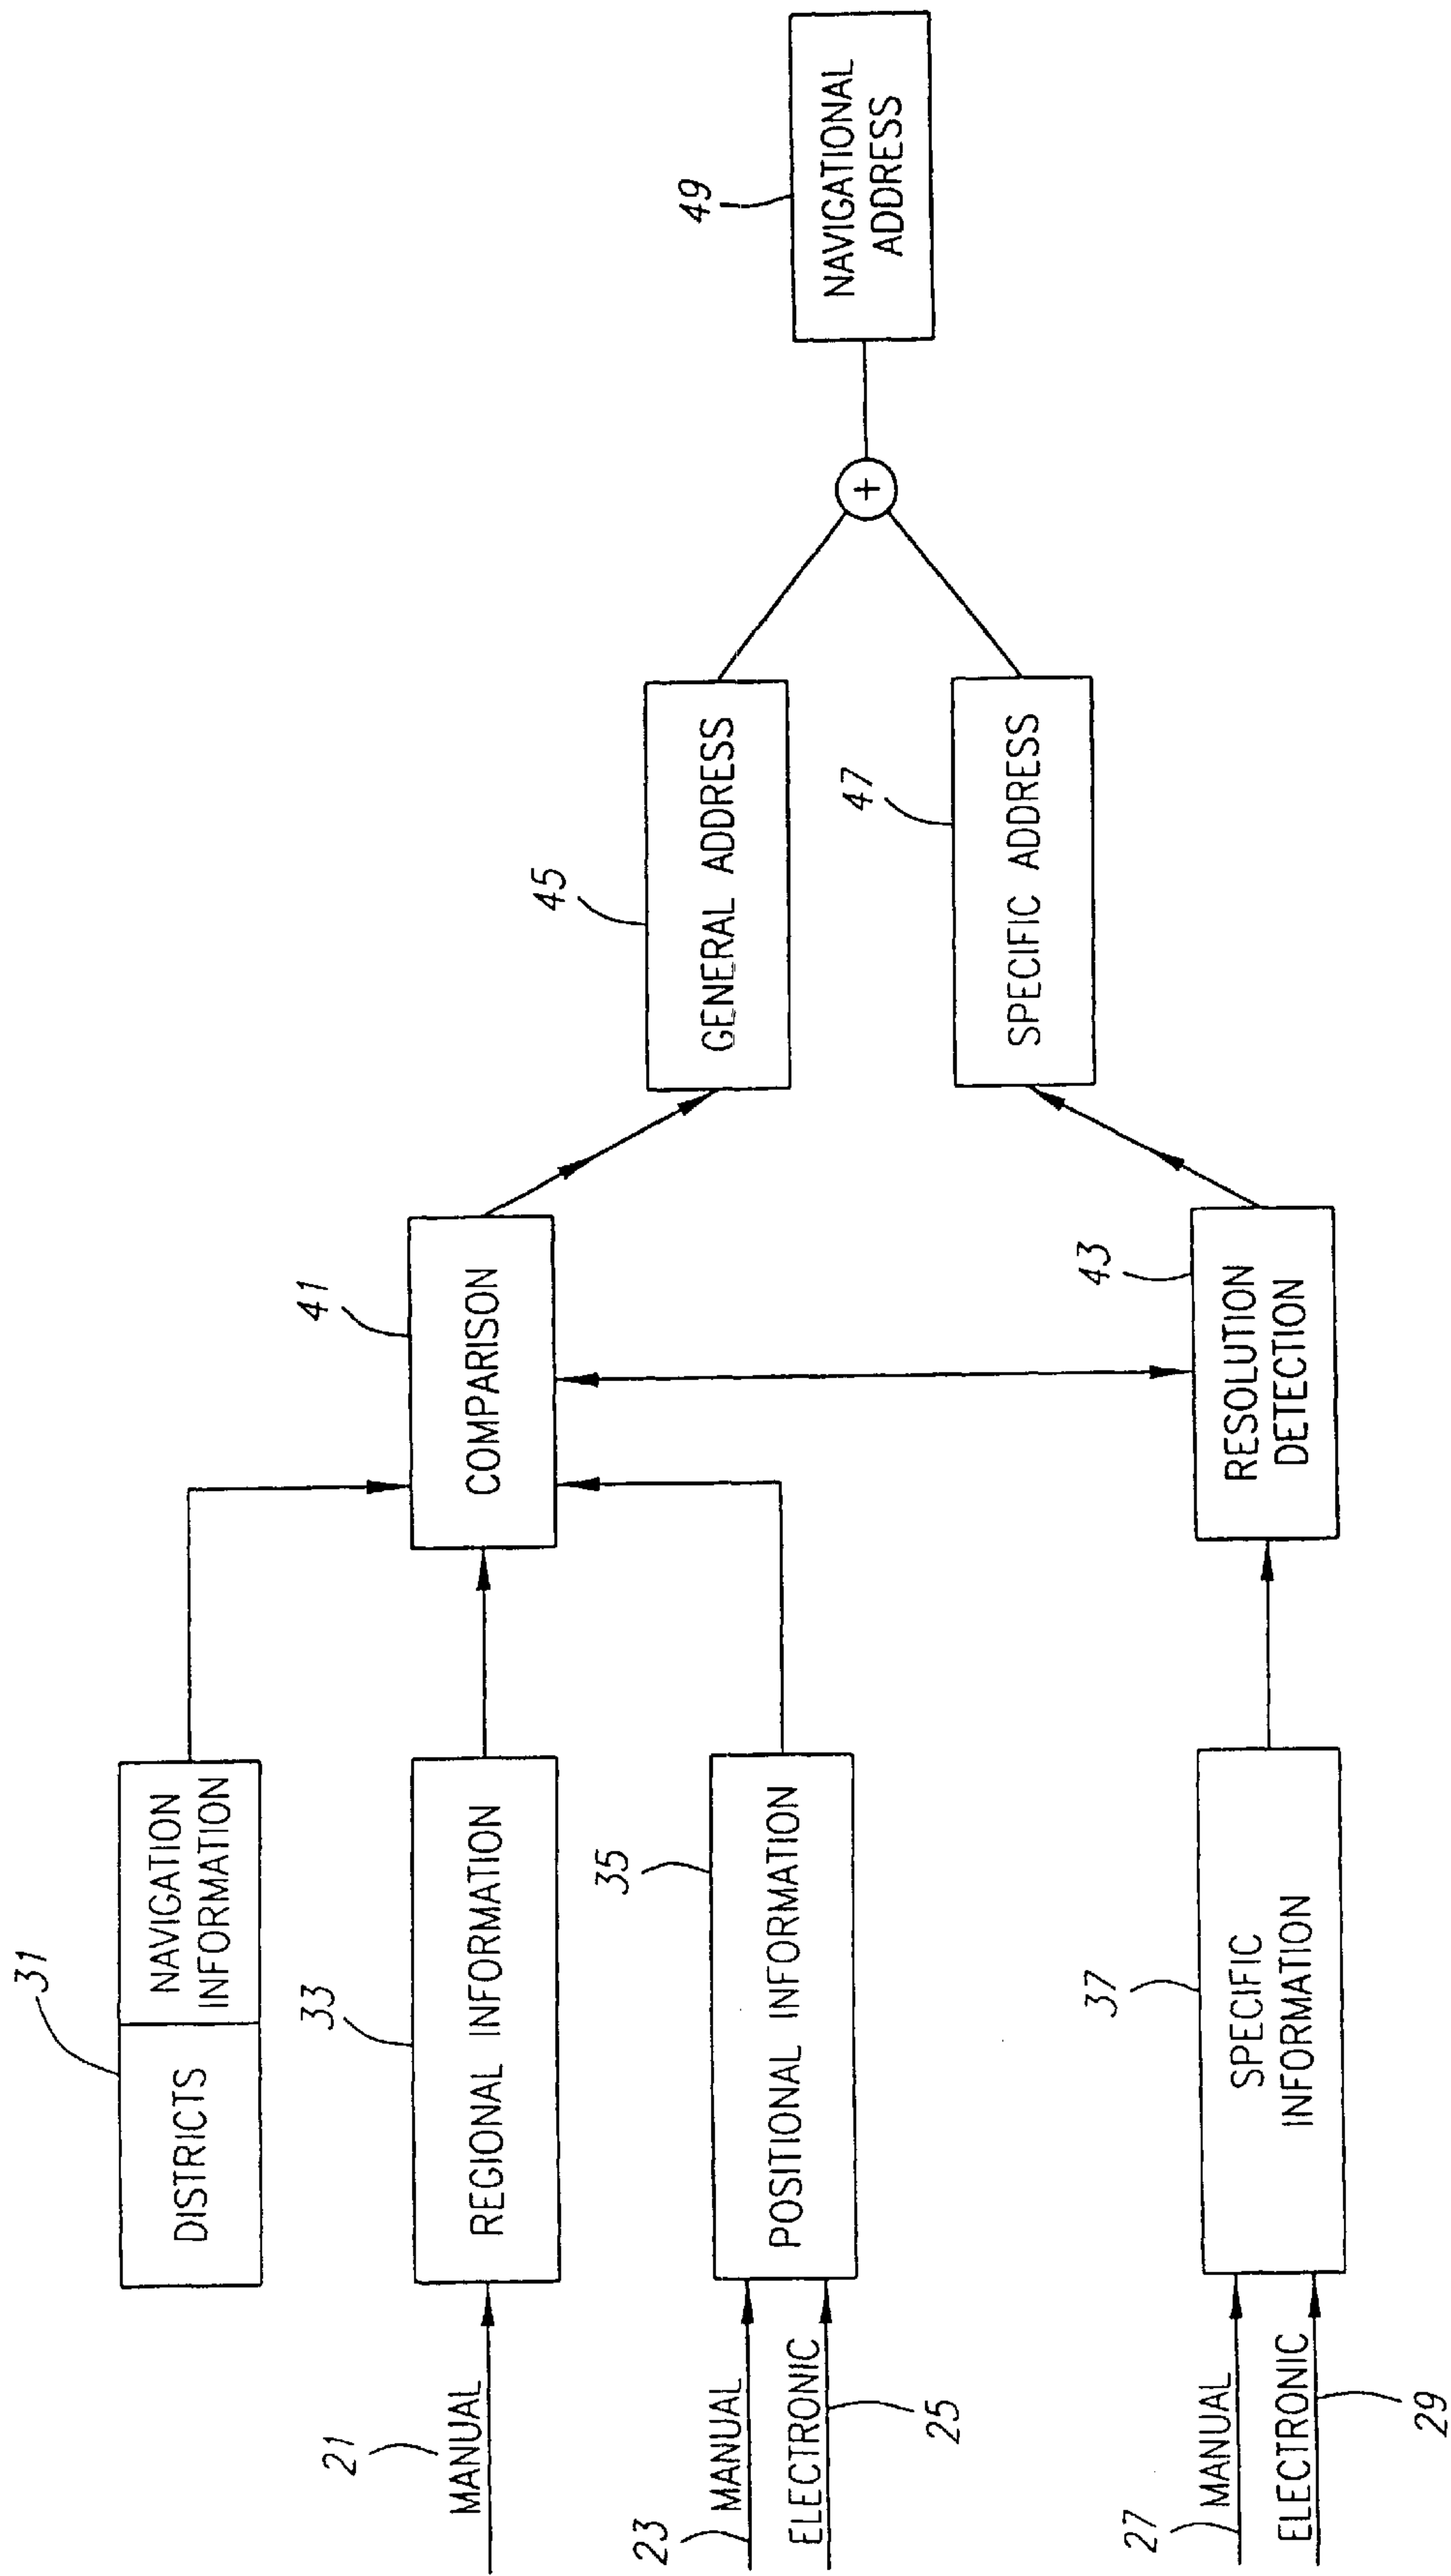 31
DISTRICTS
NAVIGATION
INFORMATION
21
MANUAL
33
REGIONAL INFORMATION
41
COMPARISON
23
MANUAL
ELECTRONIC
25
35
POSITIONAL INFORMATION
45
GENERAL ADDRESS
47
SPECIFIC ADDRESS
+
49
NAVIGATIONAL
ADDRESS
27
MANUAL
ELECTRONIC
29
37
SPECIFIC
INFORMATION
43
RESOLUTION
DETECTION